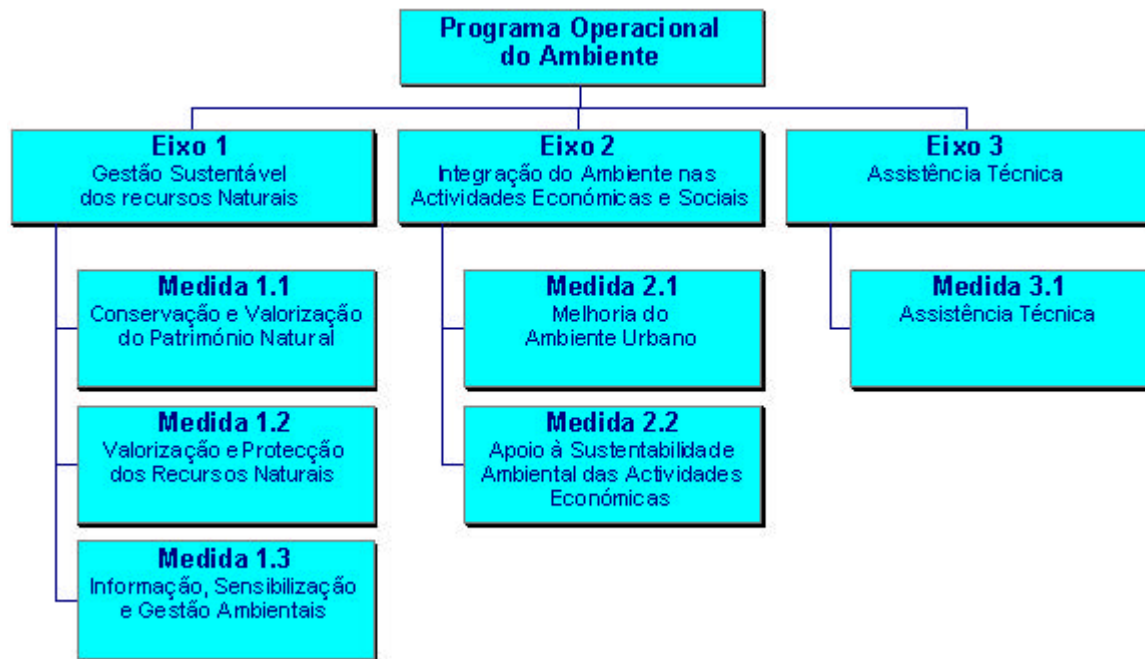 Programa Operacional
do Ambiente
Eixo 1
Gestão Sustentável
dos recursos Naturais
Eixo 2
Integração do Ambiente nas
Actividades Económicas e Sociais
Eixo 3
Assistência Técnica
Medida 1.1
Conservação e Valorização
do Património Natural
Medida 1.2
Valorização e Protecção
dos Recursos Naturais
Medida 1.3
Informação, Sensibilização
e Gestão Ambientais
Medida 2.1
Melhoria do
Ambiente Urbano
Medida 2.2
Apoio à Sustentabilidade
Ambiental das Actividades
Económicas
Medida 3.1
Assistência Técnica